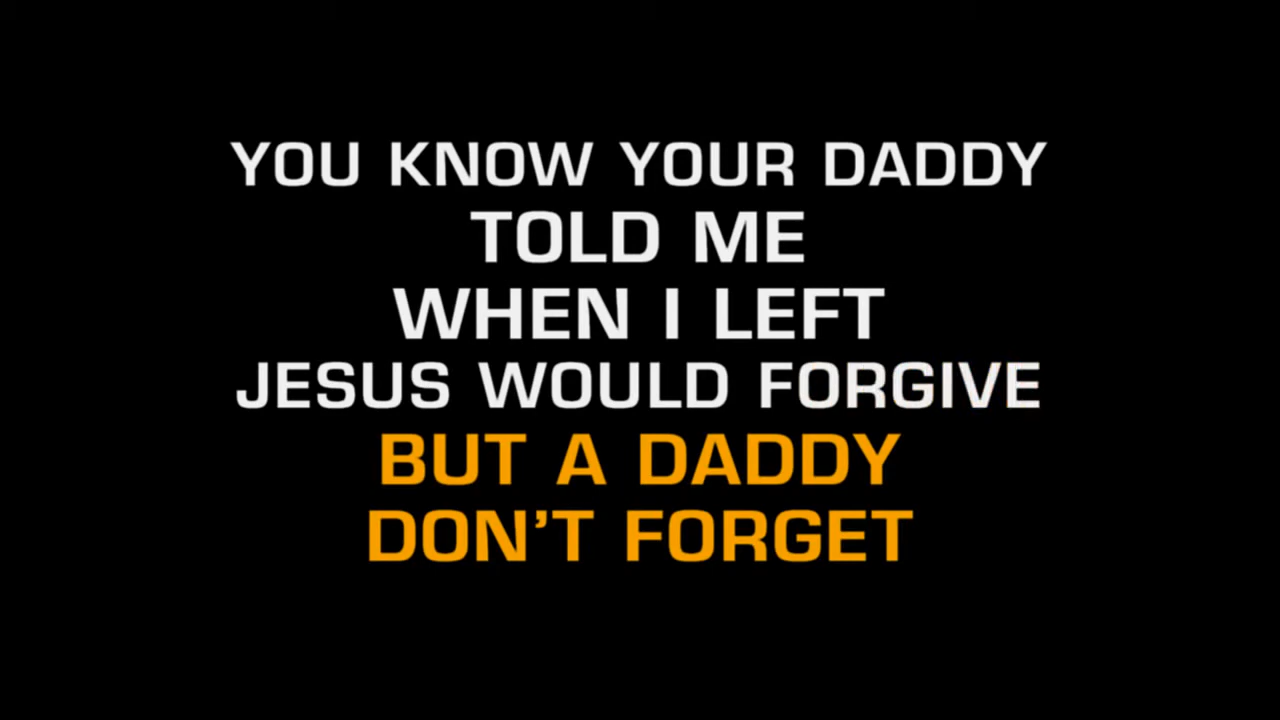 YOU KNOW YOUR DADDY
TOLD ME
WHEN I LEFT
JESUS WOULD FORGIVE
BUT A DADDY
DON’T FORGET